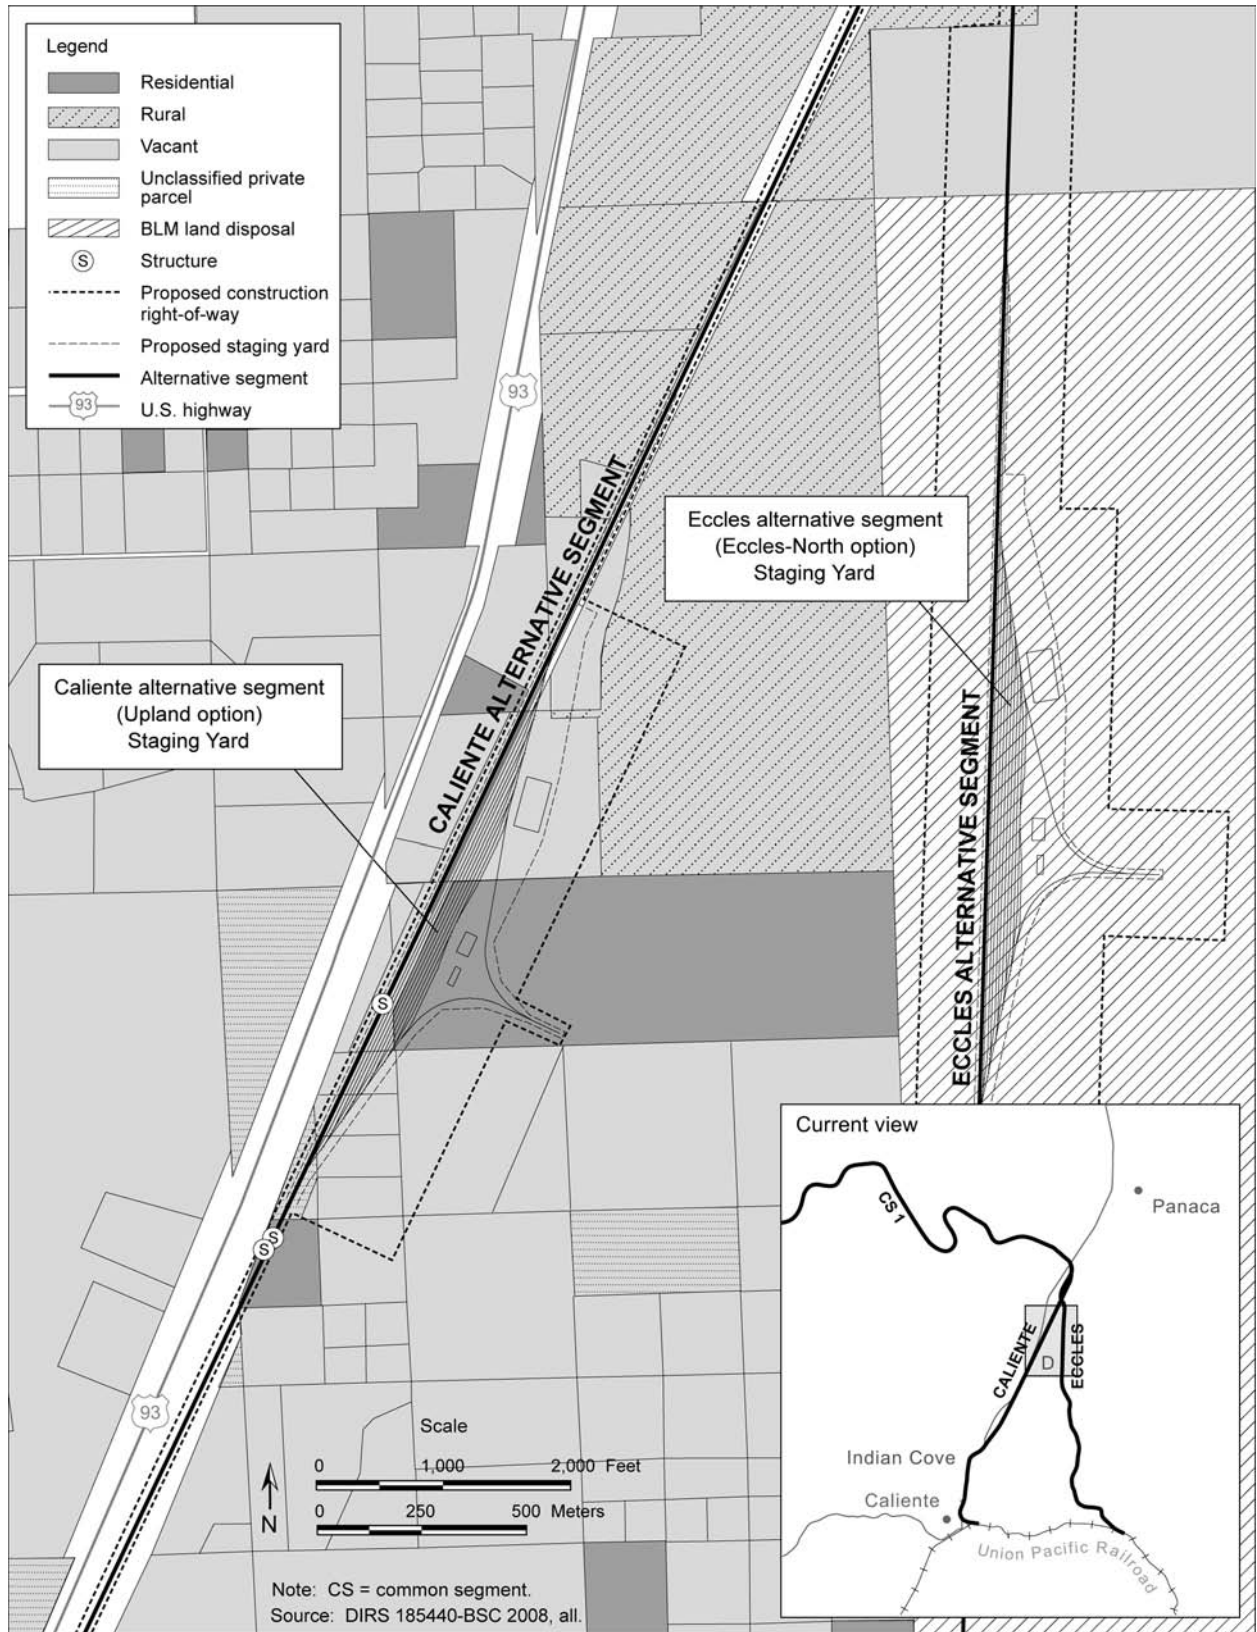 Legend
Residential
Rural
Vacant
Unclassified private
parcel
BLM land disposal
S
Structure
Proposed construction
right-of-way
Proposed staging yard
Alternative segment
93
U.S. highway
93
CALIENTE ALTERNATIVE SEGMENT
Eccles alternative segment
(Eccles-North option)
Staging Yard
Caliente alternative segment
(Upland option)
Staging Yard
ECCLES ALTERNATIVE SEGMENT
S
S
S
93
Current view
CS 1
Panaca
CALIENTE
D
ECCLES
Indian Cove
Caliente
Union Pacific Railroad
Scale
0 1,000 2,000 Feet
0 250 500 Meters
N
Note: CS = common segment.
Source: DIRS 185440-BSC 2008, all.